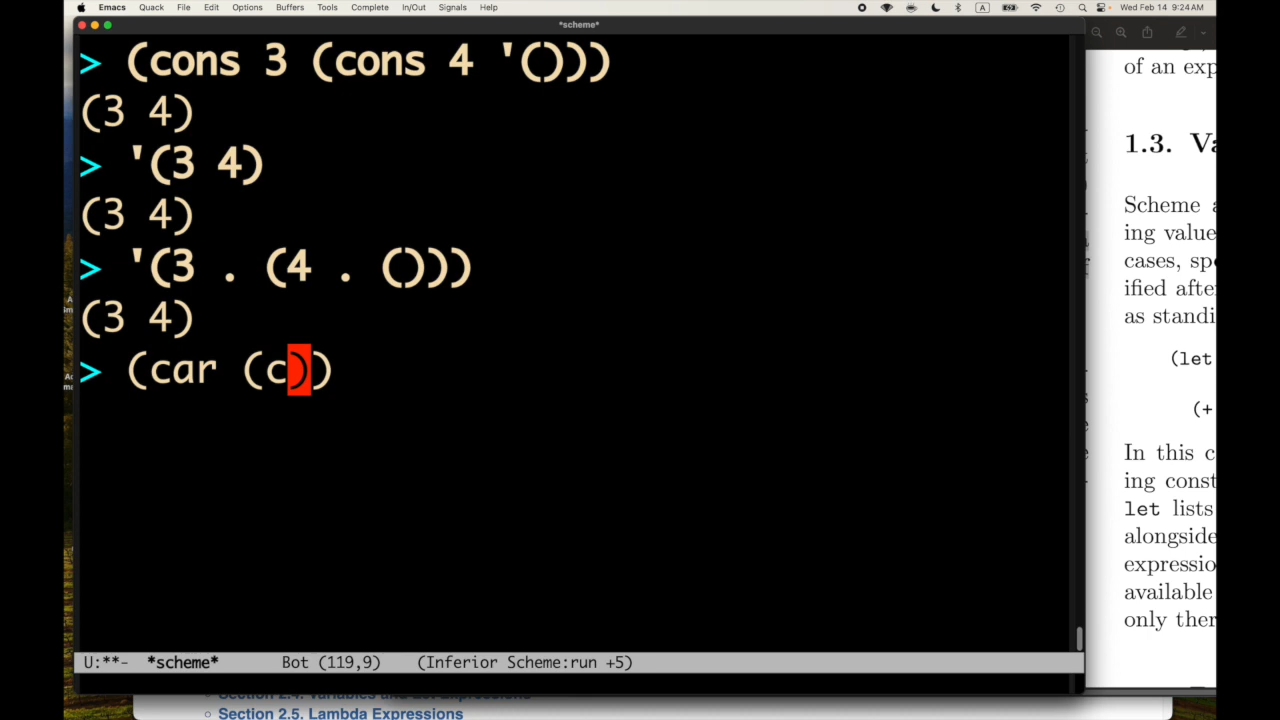 Emacs Quack File Edit Options Buffers Tools Complete In/Out Signals Help A Wed Feb 14 9:24 AM
*scheme*
> (cons 3 (cons 4 '()))
(3 4)
> '(3 4)
(3 4)
> '(3 . (4 . ()))
(3 4)
> (car (c))
U:**- *scheme* Bot (119,9) (Inferior Scheme:run +5)
of an exp
1.3. Va
Scheme a
ing value
cases, spe
ified after
as standi
(let
(+
In this c
ing const
let lists
alongside
expressio
available
only ther
Section 2.5. Lambda Expressions